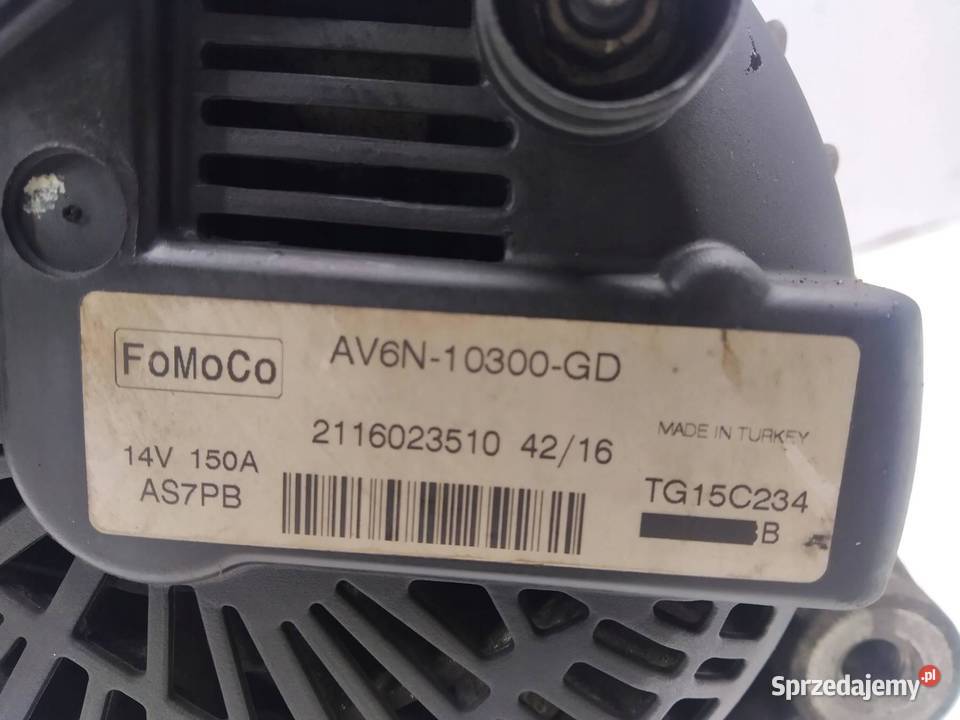 FoMoCo
AV6N-10300-GD
2116023510 42/16
MADE IN TURKEY
14V 150A
AS7PB
TG15C234
B
Sprzedajemy.pl